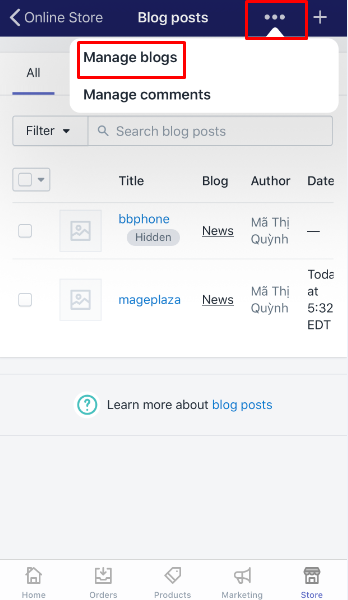 Online Store
Blog posts
Manage blogs
Manage comments
All
Filter
Search blog posts
Title Blog Author Date
bbphone
Hidden
News
Mã Thị
Quỳnh
—
mageplaza
News
Mã Thị
Quỳnh
Toda
at
5:32
EDT
Learn more about blog posts
Home Orders Products Marketing Store